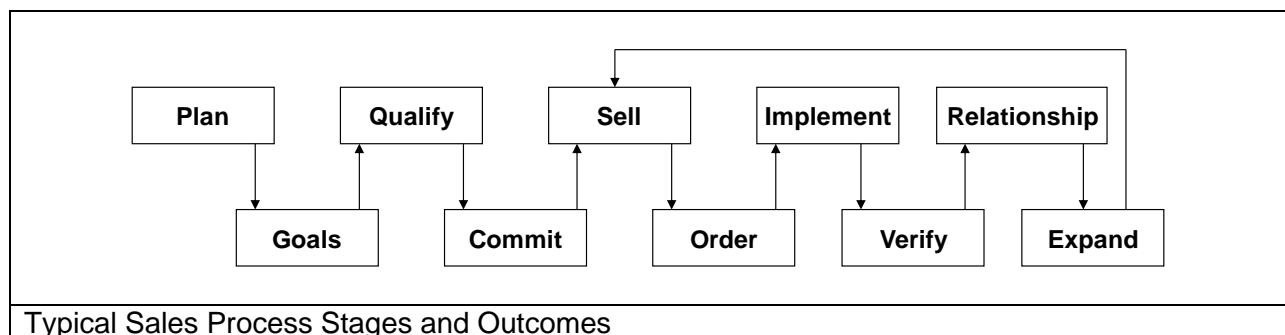 Plan Qualify Sell Implement Relationship
Goals Commit Order Verify Expand
Typical Sales Process Stages and Outcomes